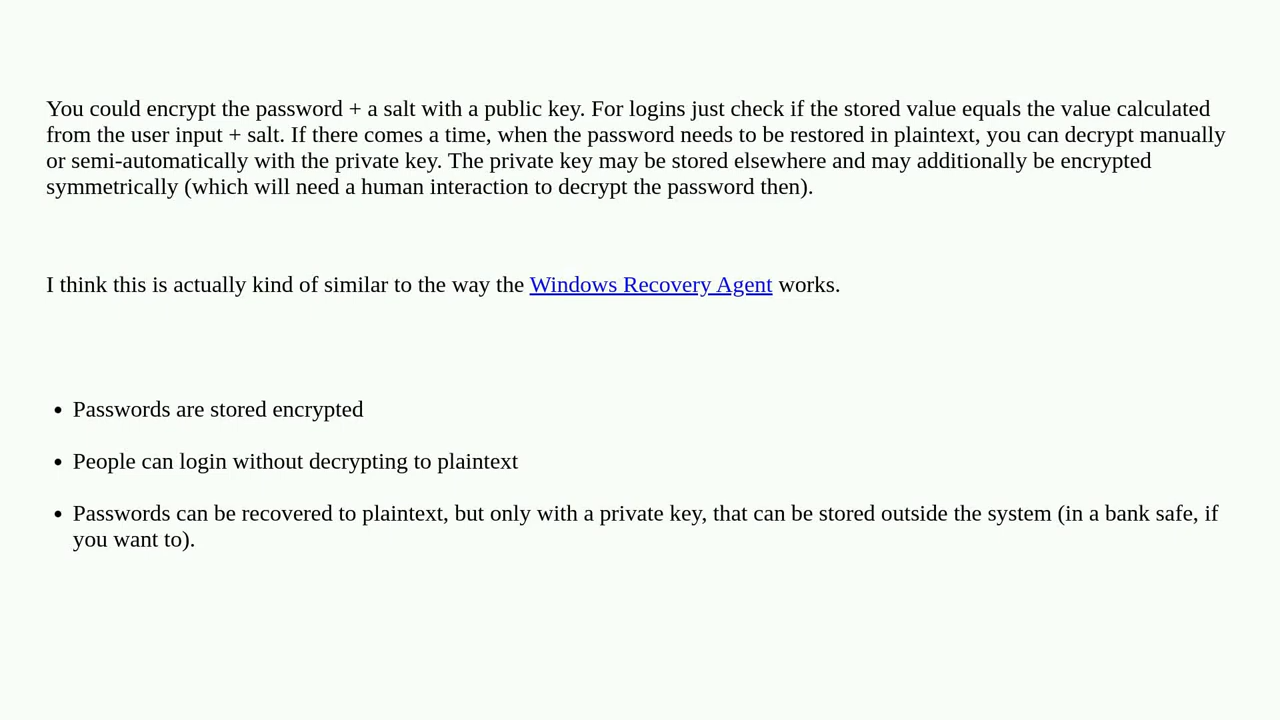 You could encrypt the password + a salt with a public key. For logins just check if the stored value equals the value calculated
from the user input + salt. If there comes a time, when the password needs to be restored in plaintext, you can decrypt manually
or semi-automatically with the private key. The private key may be stored elsewhere and may additionally be encrypted
symmetrically (which will need a human interaction to decrypt the password then).
I think this is actually kind of similar to the way the Windows Recovery Agent works.
• Passwords are stored encrypted
• People can login without decrypting to plaintext
• Passwords can be recovered to plaintext, but only with a private key, that can be stored outside the system (in a bank safe, if
you want to).